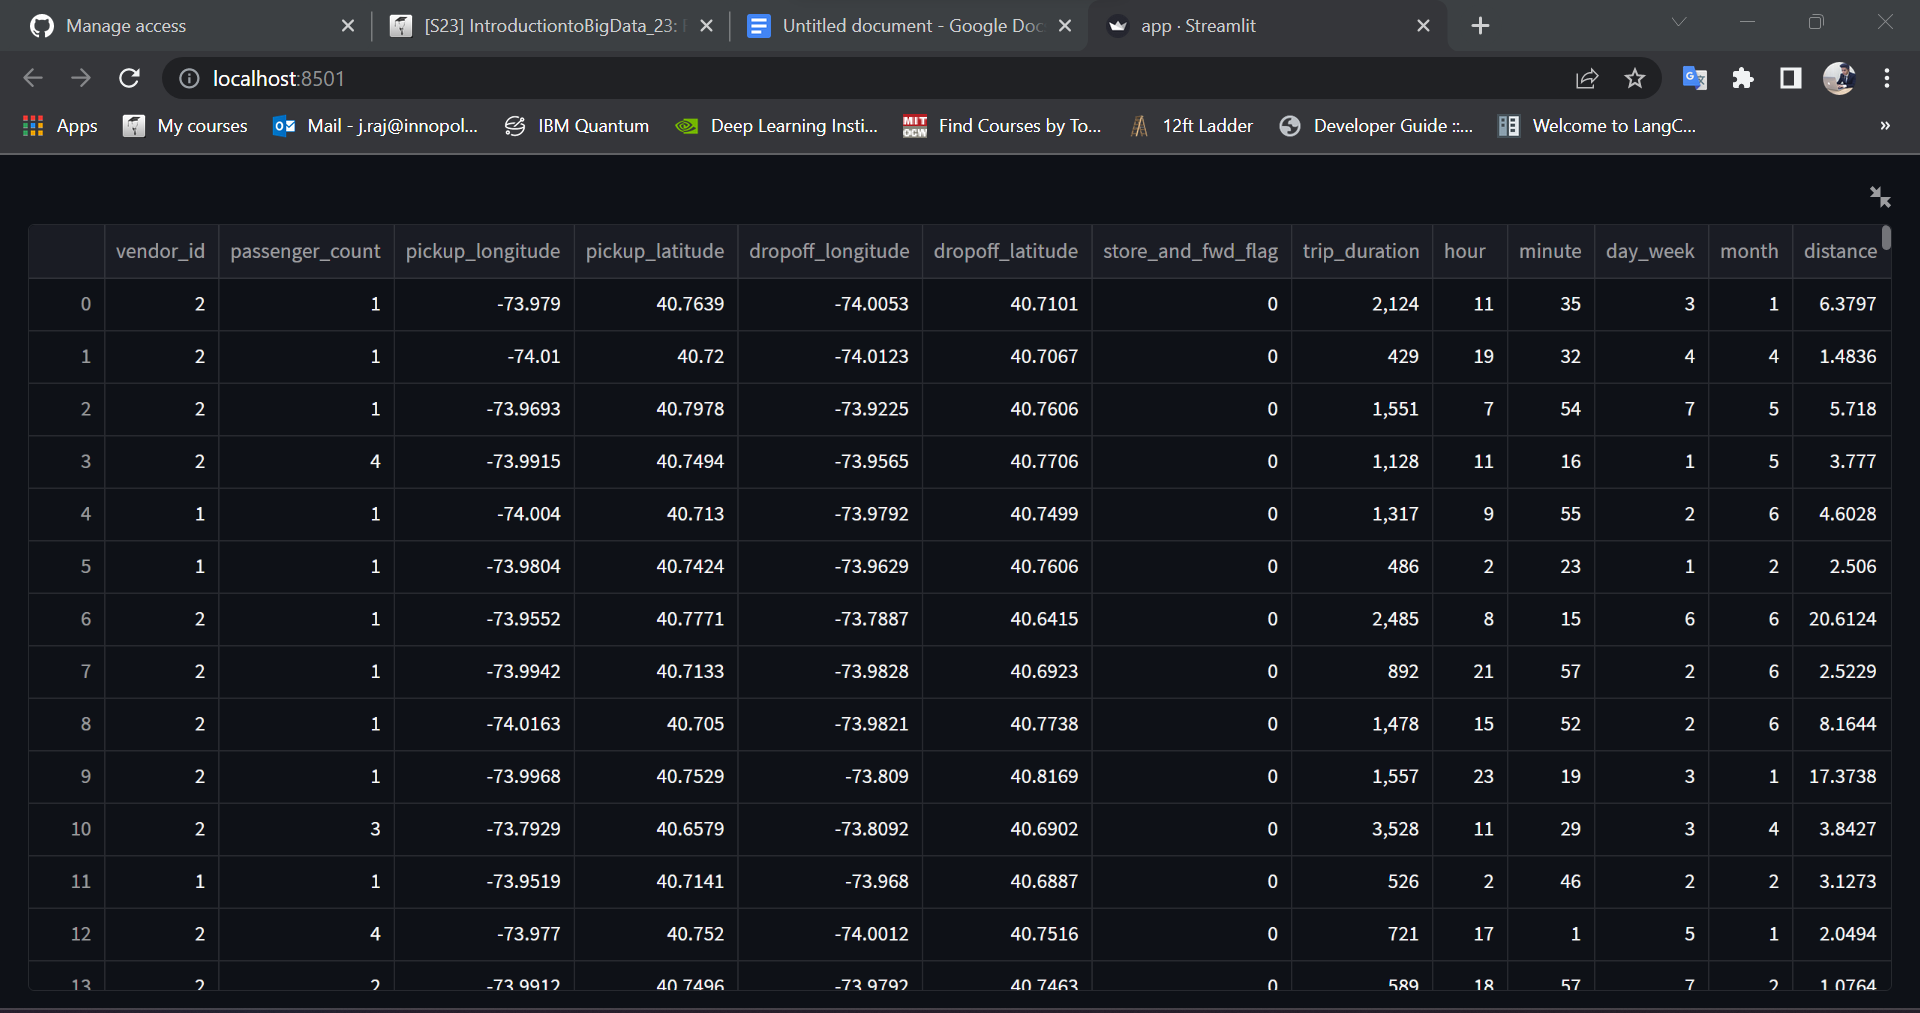 Manage access [S23] IntroductiontoBigData_23: Untitled document - Google Doc app · Streamlit
localhost:8501
Apps My courses Mail - j.raj@innopol... IBM Quantum Deep Learning Insti... MIT OCW Find Courses by To... 12ft Ladder Developer Guide ::... Welcome to LangC... »
vendor_id passenger_count pickup_longitude pickup_latitude dropoff_longitude dropoff_latitude store_and_fwd_flag trip_duration hour minute day_week month distance
0 2 1 -73.979 40.7639 -74.0053 40.7101 0 2,124 11 35 3 1 6.3797
1 2 1 -74.01 40.72 -74.0123 40.7067 0 429 19 32 4 4 1.4836
2 2 1 -73.9693 40.7978 -73.9225 40.7606 0 1,551 7 54 7 5 5.718
3 2 4 -73.9915 40.7494 -73.9565 40.7706 0 1,128 11 16 1 5 3.777
4 1 1 -74.004 40.713 -73.9792 40.7499 0 1,317 9 55 2 6 4.6028
5 1 1 -73.9804 40.7424 -73.9629 40.7606 0 486 2 23 1 2 2.506
6 2 1 -73.9552 40.7771 -73.7887 40.6415 0 2,485 8 15 6 6 20.6124
7 2 1 -73.9942 40.7133 -73.9828 40.6923 0 892 21 57 2 6 2.5229
8 2 1 -74.0163 40.705 -73.9821 40.7738 0 1,478 15 52 2 6 8.1644
9 2 1 -73.9968 40.7529 -73.809 40.8169 0 1,557 23 19 3 1 17.3738
10 2 3 -73.7929 40.6579 -73.8092 40.6902 0 3,528 11 29 3 4 3.8427
11 1 1 -73.9519 40.7141 -73.968 40.6887 0 526 2 46 2 2 3.1273
12 2 4 -73.977 40.752 -74.0012 40.7516 0 721 17 1 5 1 2.0494
13 2 2 -73.9912 40.7496 -73.9792 40.7463 0 589 18 57 7 2 1.0764